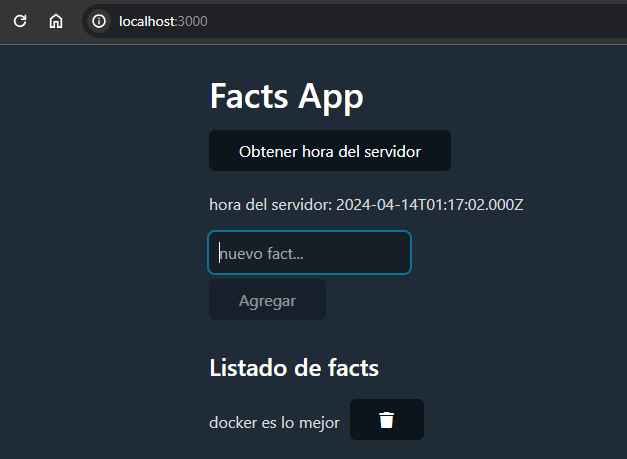 localhost:3000
Facts App
Obtener hora del servidor
hora del servidor: 2024-04-14T01:17:02.000Z
nuevo fact...
Agregar
Listado de facts
docker es lo mejor